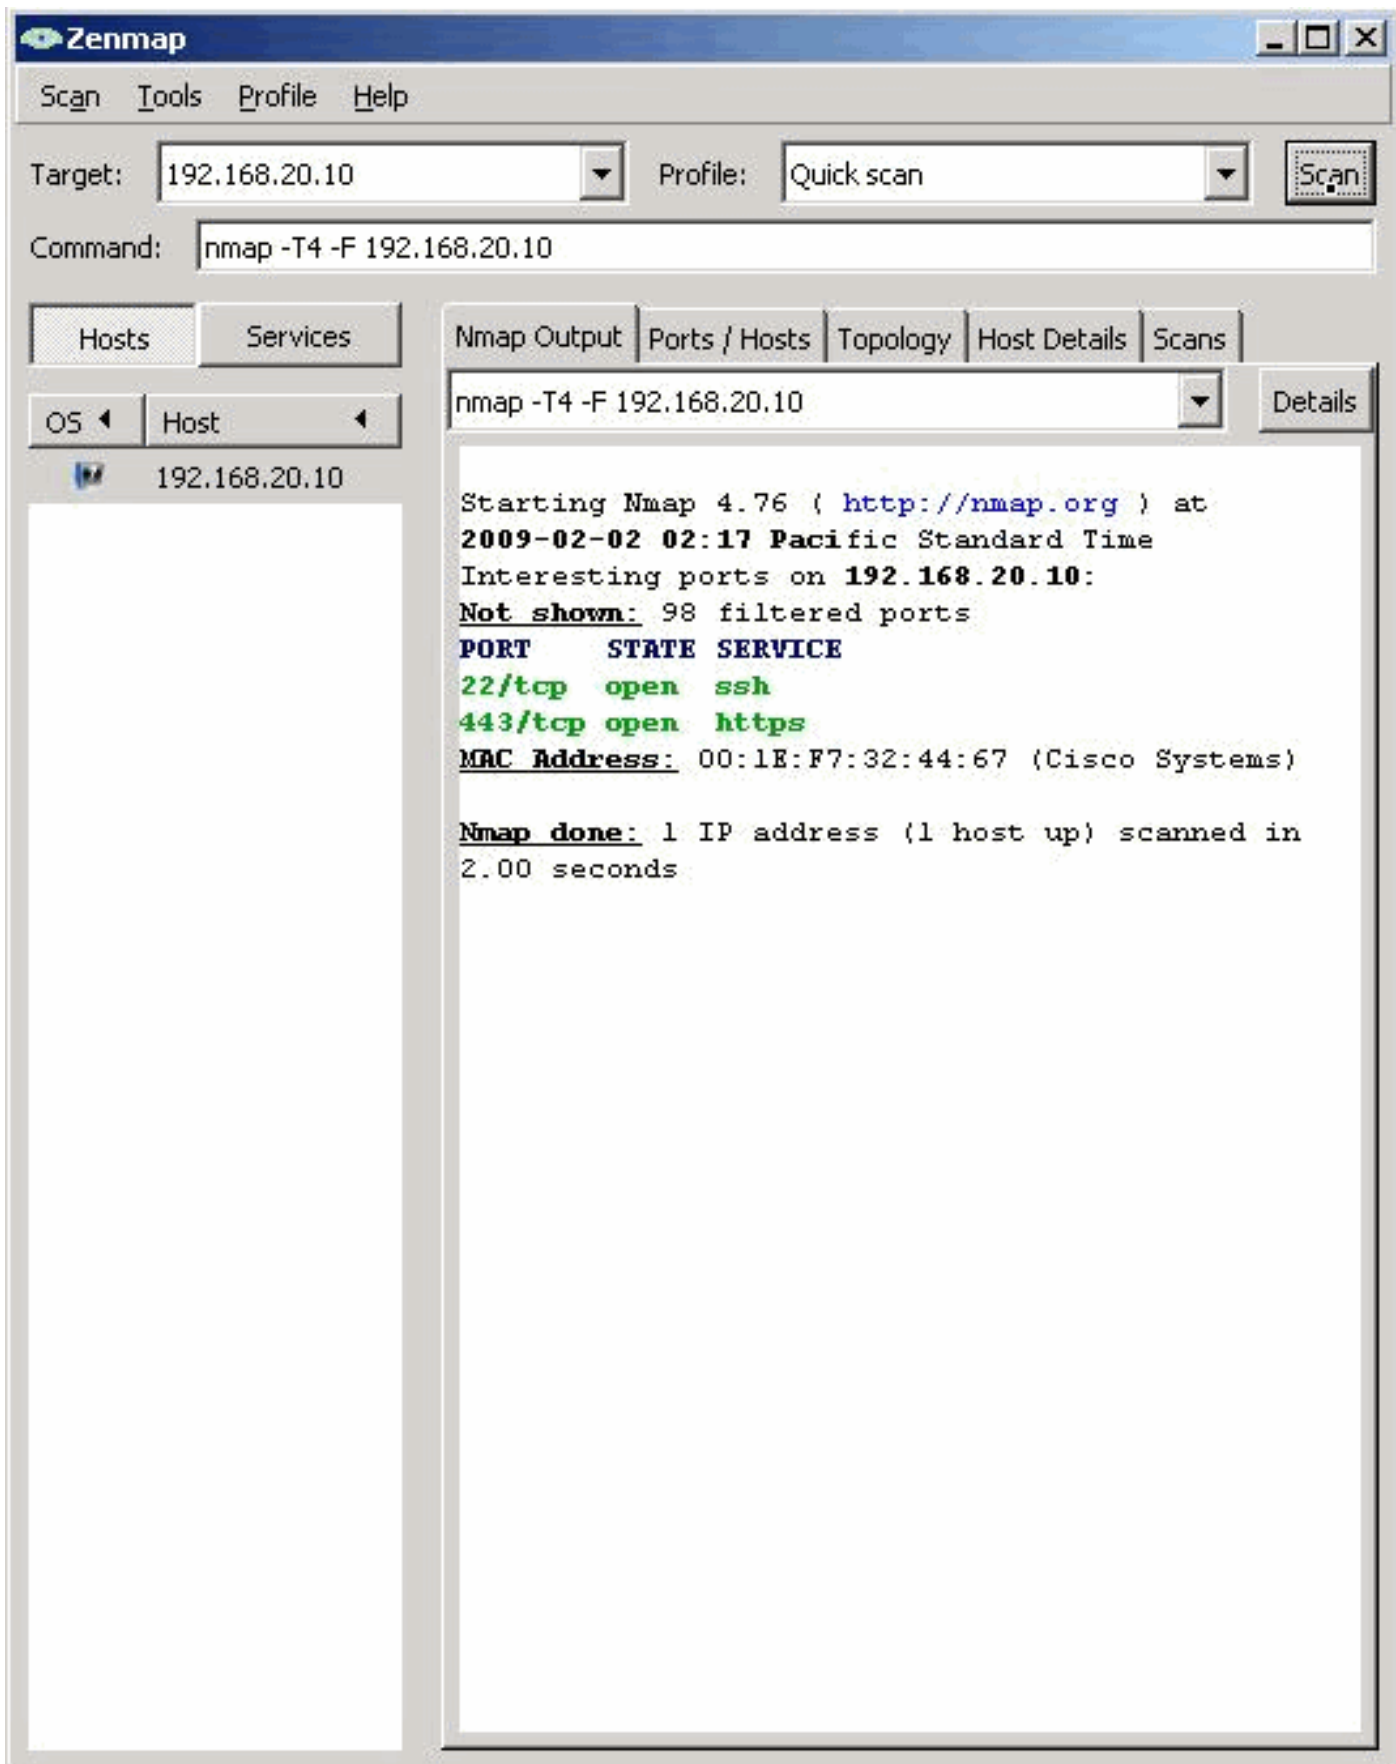 Zenmap
Scan Tools Profile Help
Target: 192.168.20.10 Profile: Quick scan Scan
Command: nmap -T4 -F 192.168.20.10
Hosts Services
Nmap Output Ports / Hosts Topology Host Details Scans
nmap -T4 -F 192.168.20.10 Details
OS Host
192.168.20.10
Starting Nmap 4.76 ( http://nmap.org ) at
2009-02-02 02:17 Pacific Standard Time
Interesting ports on 192.168.20.10:
Not shown: 98 filtered ports
PORT STATE SERVICE
22/tcp open ssh
443/tcp open https
MAC Address: 00:1E:F7:32:44:67 (Cisco Systems)
Nmap done: 1 IP address (1 host up) scanned in
2.00 seconds